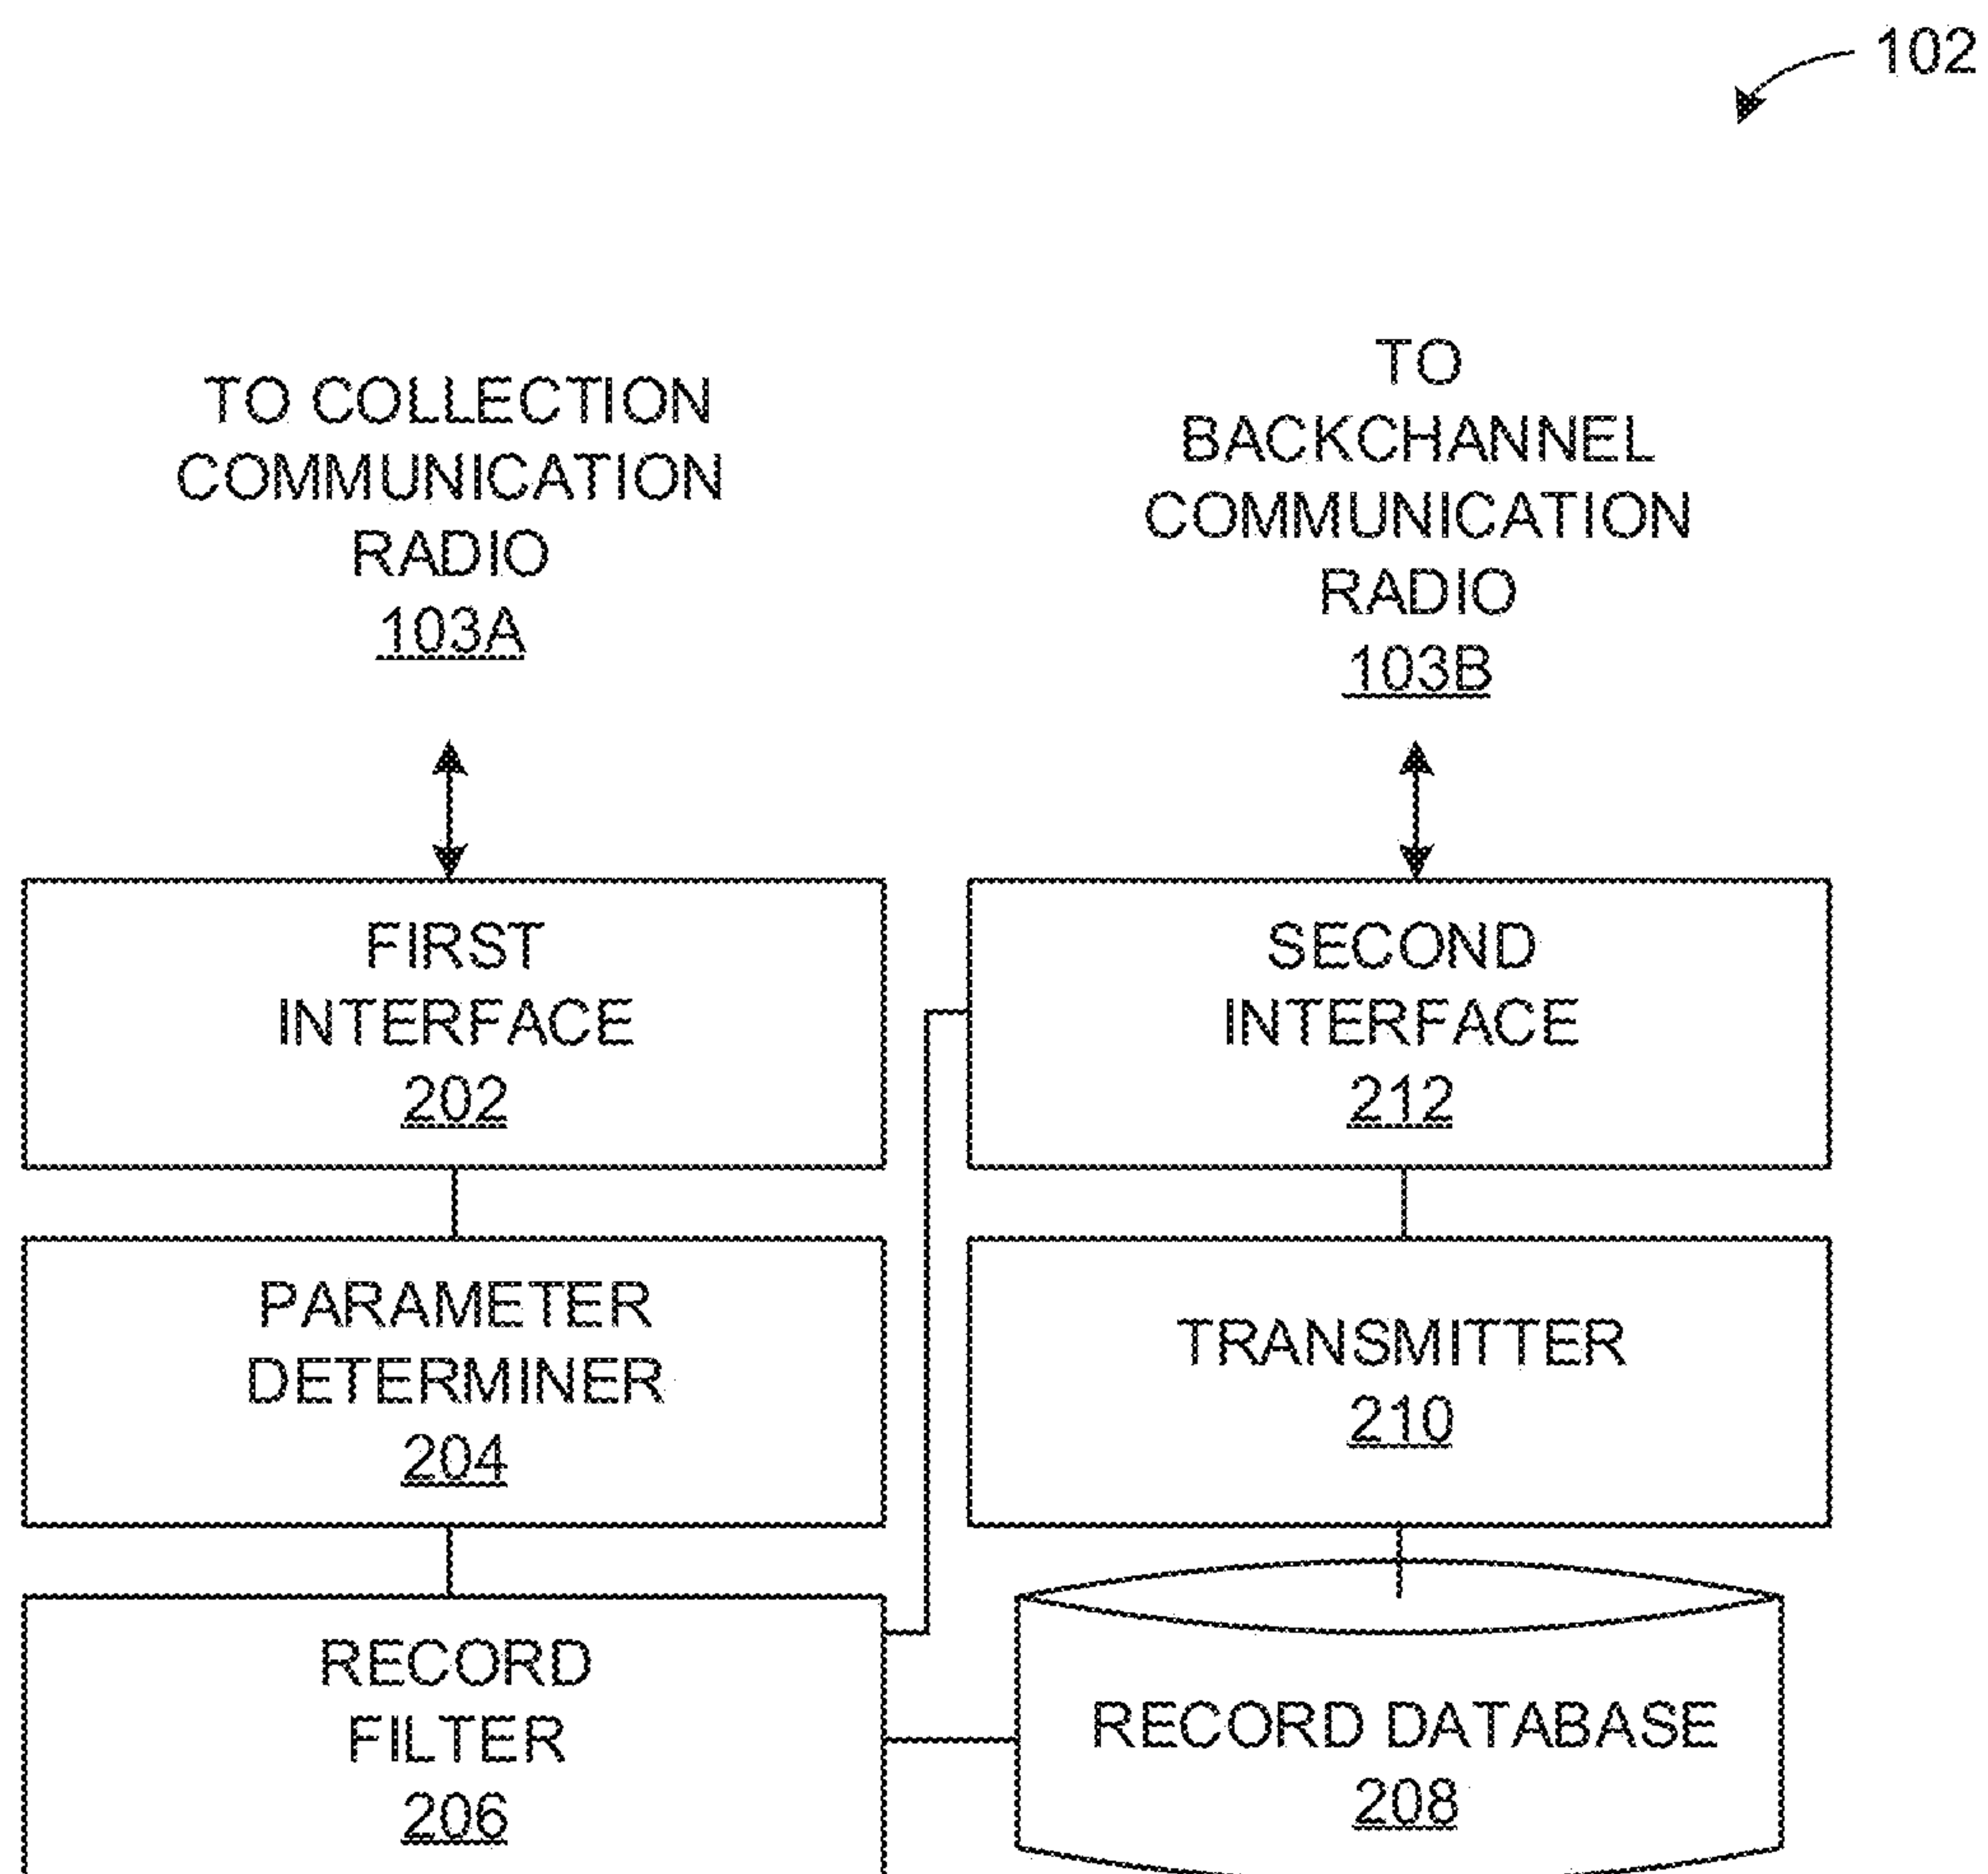 102
TO COLLECTION
COMMUNICATION
RADIO
103A
TO
BACKCHANNEL
COMMUNICATION
RADIO
103B
FIRST
INTERFACE
202
SECOND
INTERFACE
212
PARAMETER
DETERMINER
204
TRANSMITTER
210
RECORD
FILTER
206
RECORD DATABASE
208